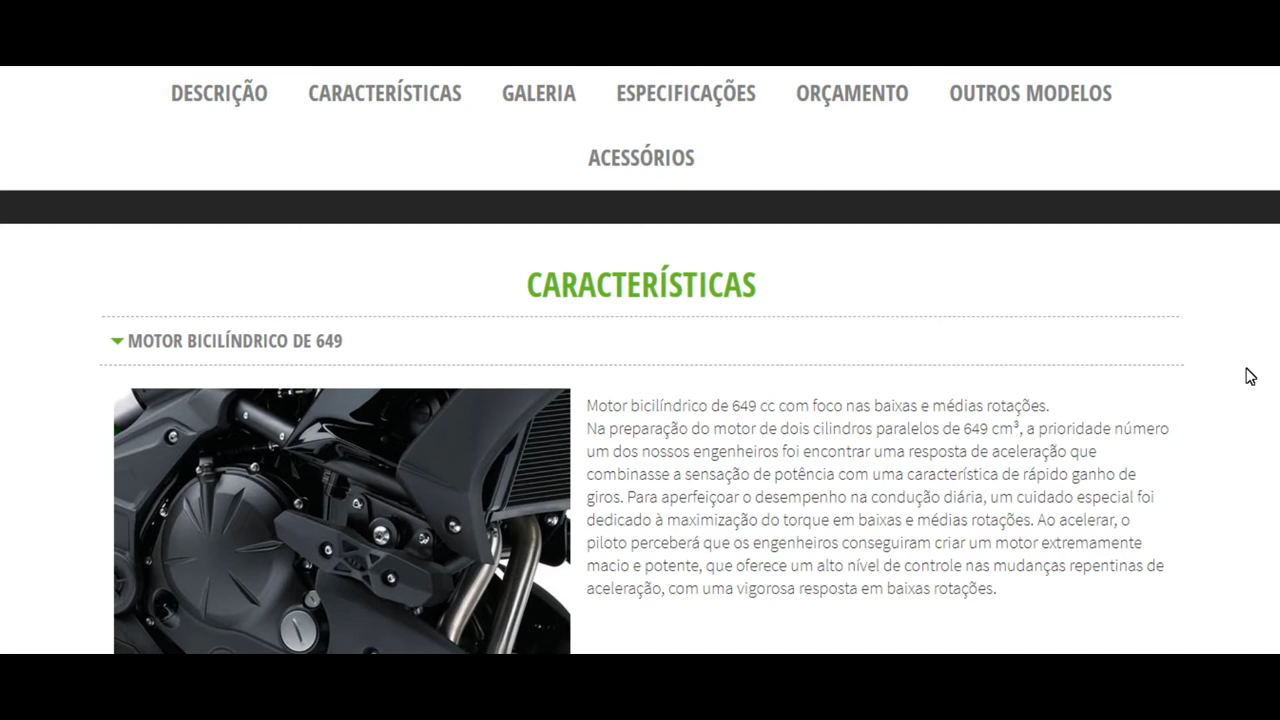 DESCRIÇÃO CARACTERÍSTICAS GALERIA ESPECIFICAÇÕES ORÇAMENTO OUTROS MODELOS
ACESSÓRIOS
CARACTERÍSTICAS
MOTOR BICILÍNDRICO DE 649
Motor bicilíndrico de 649 cc com foco nas baixas e médias rotações.
Na preparação do motor de dois cilindros paralelos de 649 cm³, a prioridade número
um dos nossos engenheiros foi encontrar uma resposta de aceleração que
combinasse a sensação de potência com uma característica de rápido ganho de
giros. Para aperfeiçoar o desempenho na condução diária, um cuidado especial foi
dedicado à maximização do torque em baixas e médias rotações. Ao acelerar, o
piloto perceberá que os engenheiros conseguiram criar um motor extremamente
macio e potente, que oferece um alto nível de controle nas mudanças repentinas de
aceleração, com uma vigorosa resposta em baixas rotações.